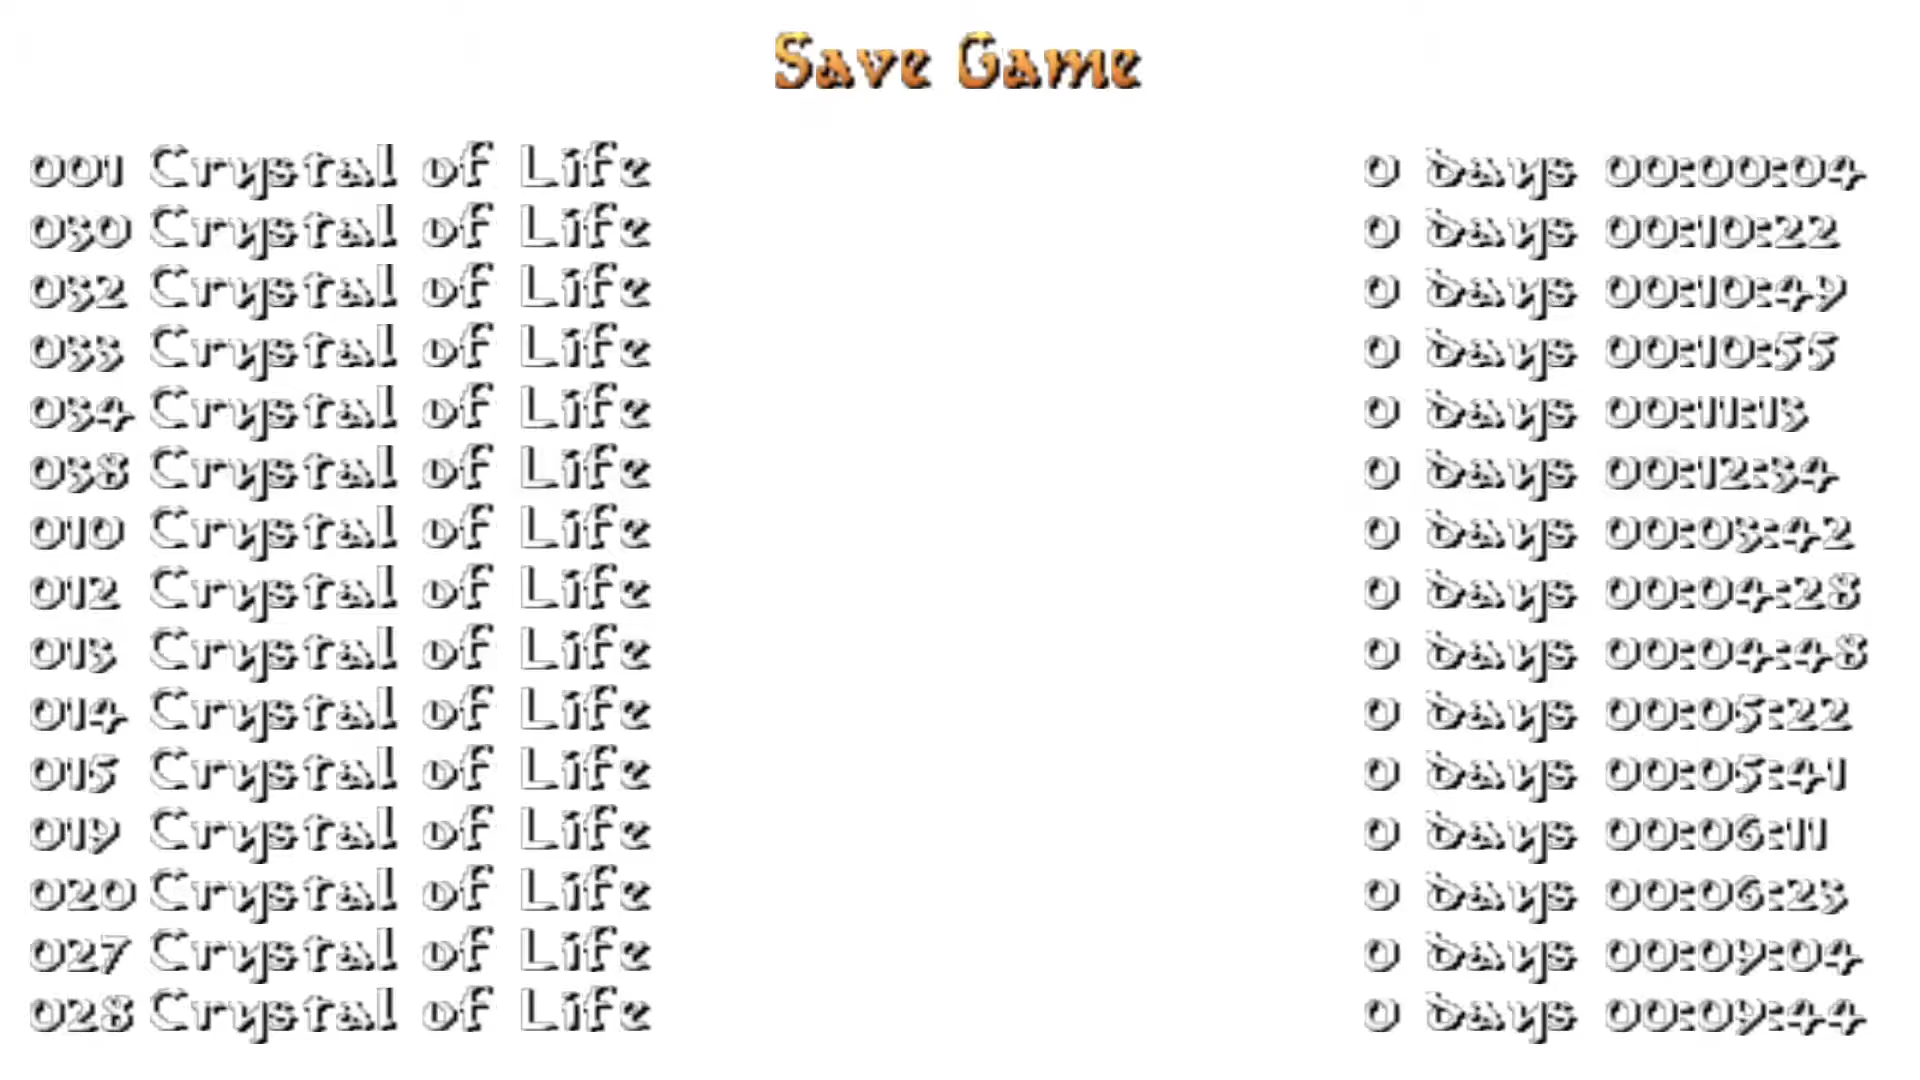 Save Game
001 Crystal of Life 0 days 00:00:04
030 Crystal of Life 0 days 00:10:22
032 Crystal of Life 0 days 00:10:49
033 Crystal of Life 0 days 00:10:55
034 Crystal of Life 0 days 00:11:13
038 Crystal of Life 0 days 00:12:34
010 Crystal of Life 0 days 00:03:42
012 Crystal of Life 0 days 00:04:28
013 Crystal of Life 0 days 00:04:48
014 Crystal of Life 0 days 00:05:22
015 Crystal of Life 0 days 00:05:41
019 Crystal of Life 0 days 00:06:11
020 Crystal of Life 0 days 00:06:23
027 Crystal of Life 0 days 00:09:04
028 Crystal of Life 0 days 00:09:44